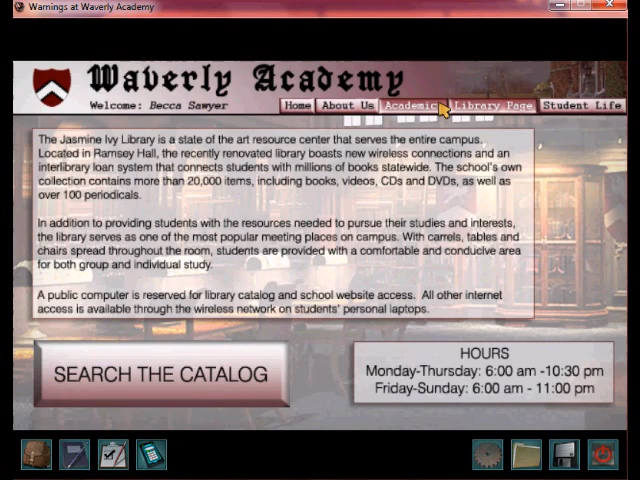 Warnings at Waverly Academy
Waverly Academy
Welcome: Becca Sawyer
Home About Us Academics Library Page Student Life
The Jasmine Ivy Library is a state of the art resource center that serves the entire campus.
Located in Ramsey Hall, the recently renovated library boasts new wireless connections and an
interlibrary loan system that connects students with millions of books statewide. The school's own
collection contains more than 20,000 items, including books, videos, CDs and DVDs, as well as
over 100 periodicals.
In addition to providing students with the resources needed to pursue their studies and interests,
the library serves as one of the most popular meeting places on campus. With carrels, tables and
chairs spread throughout the room, students are provided with a comfortable and conducive area
for both group and individual study.
A public computer is reserved for library catalog and school website access. All other internet
access is available through the wireless network on students' personal laptops.
SEARCH THE CATALOG
HOURS
Monday-Thursday: 6:00 am -10:30 pm
Friday-Sunday: 6:00 am - 11:00 pm